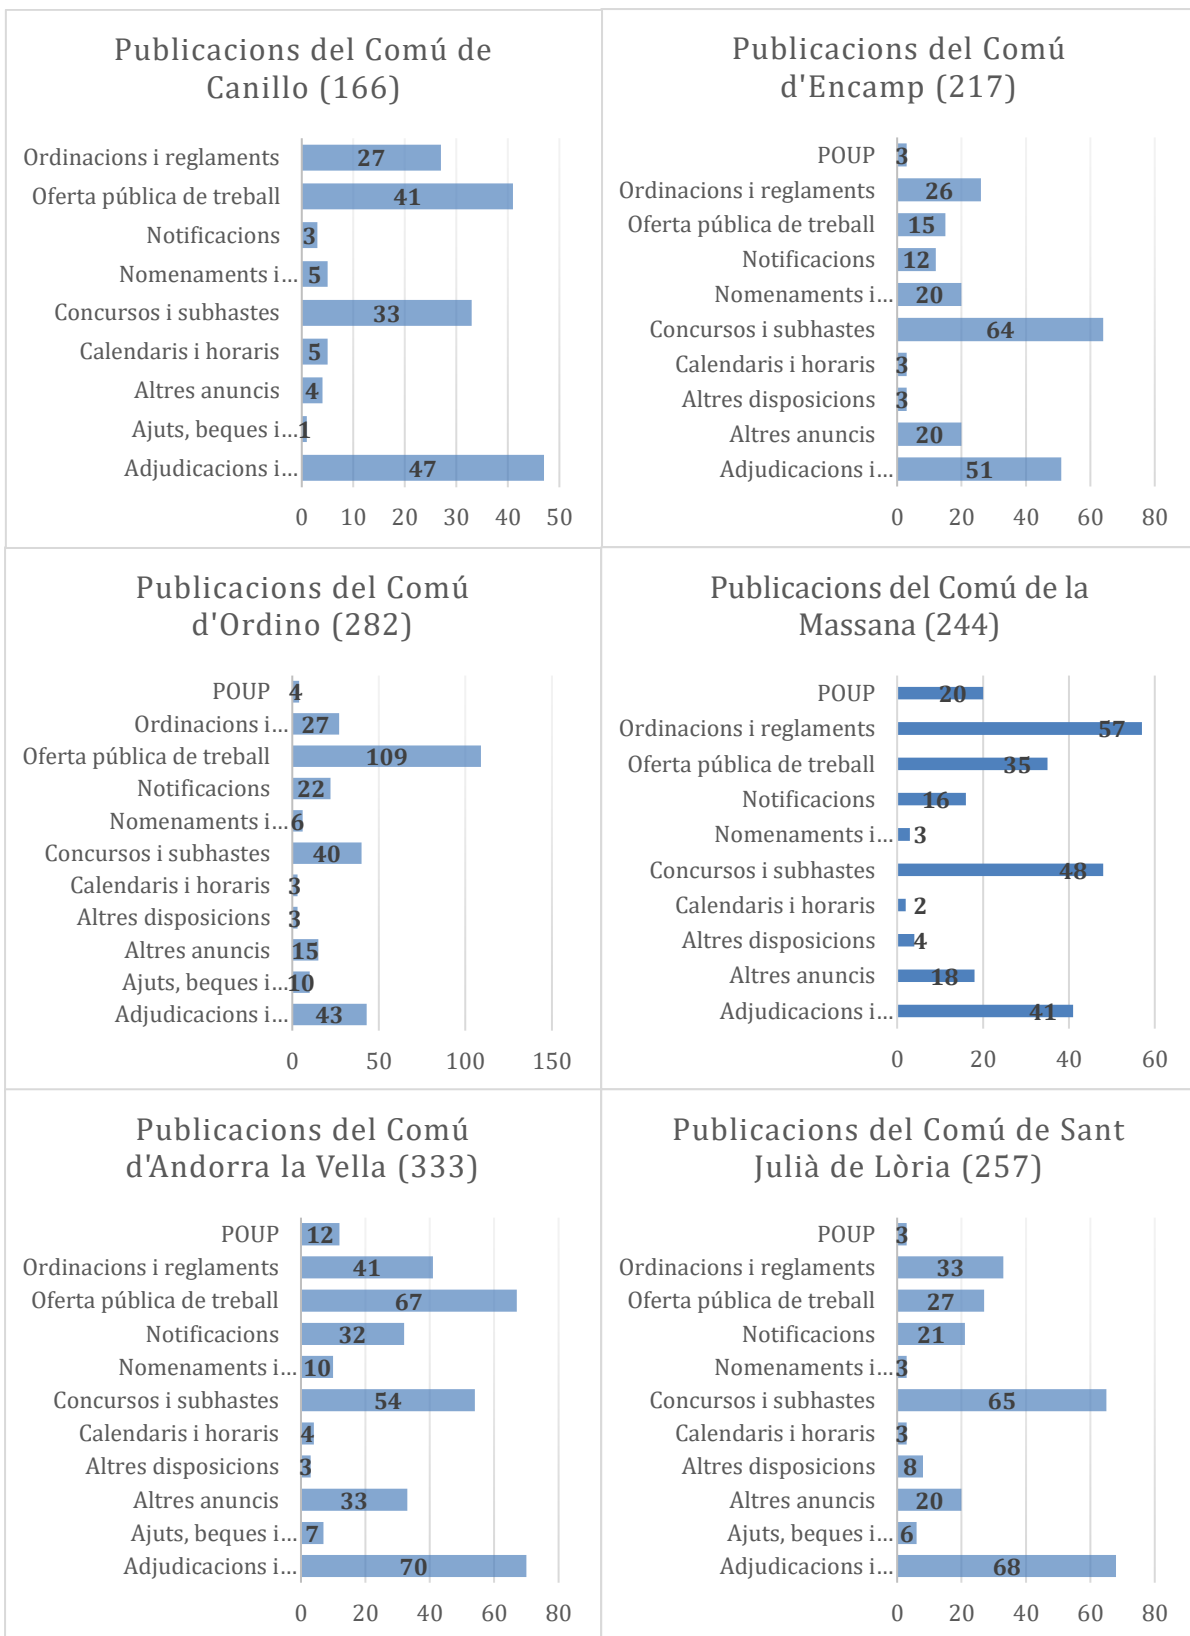 Publicacions del Comú de
Canillo (166)
Ordinacions i reglaments 27
Oferta pública de treball 41
Notificacions 3
Nomenaments i... 5
Concursos i subhastes 33
Calendaris i horaris 5
Altres anuncis 4
Ajuts, beques i... 1
Adjudicacions i... 47
0 10 20 30 40 50
Publicacions del Comú
d'Encamp (217)
POUP 3
Ordinacions i reglaments 26
Oferta pública de treball 15
Notificacions 12
Nomenaments i... 20
Concursos i subhastes 64
Calendaris i horaris 3
Altres disposicions 3
Altres anuncis 20
Adjudicacions i... 51
0 20 40 60 80
Publicacions del Comú
d'Ordino (282)
POUP 4
Ordinacions i... 27
Oferta pública de treball 109
Notificacions 22
Nomenaments i... 6
Concursos i subhastes 40
Calendaris i horaris 3
Altres disposicions 3
Altres anuncis 15
Ajuts, beques i... 10
Adjudicacions i... 43
0 50 100 150
Publicacions del Comú de la
Massana (244)
POUP 20
Ordinacions i reglaments 57
Oferta pública de treball 35
Notificacions 16
Nomenaments i... 3
Concursos i subhastes 48
Calendaris i horaris 2
Altres disposicions 4
Altres anuncis 18
Adjudicacions i... 41
0 20 40 60
Publicacions del Comú
d'Andorra la Vella (333)
POUP 12
Ordinacions i reglaments 41
Oferta pública de treball 67
Notificacions 32
Nomenaments i... 10
Concursos i subhastes 54
Calendaris i horaris 4
Altres disposicions 3
Altres anuncis 33
Ajuts, beques i... 7
Adjudicacions i... 70
0 20 40 60 80
Publicacions del Comú de Sant
Julià de Lòria (257)
POUP 3
Ordinacions i reglaments 33
Oferta pública de treball 27
Notificacions 21
Nomenaments i... 3
Concursos i subhastes 65
Calendaris i horaris 3
Altres disposicions 8
Altres anuncis 20
Ajuts, beques i... 6
Adjudicacions i... 68
0 20 40 60 80